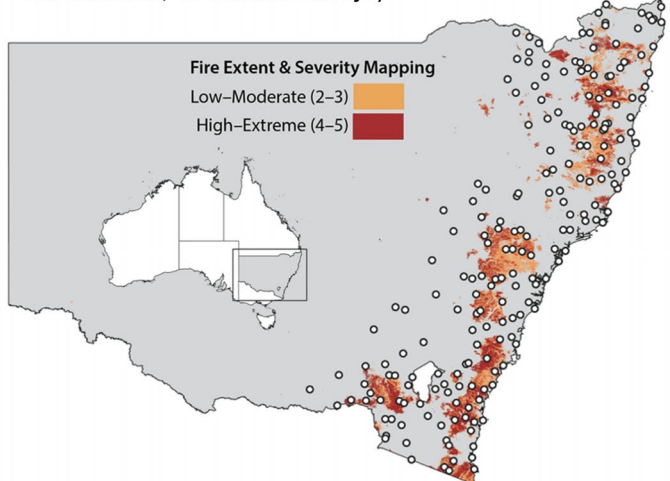 Fire Extent & Severity Mapping
Low–Moderate (2–3)
High–Extreme (4–5)